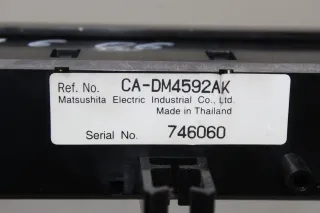 Ref. No. CA-DM4592AK
Matsushita Electric Industrial Co., Ltd.
Made in Thailand
Serial No. 746060